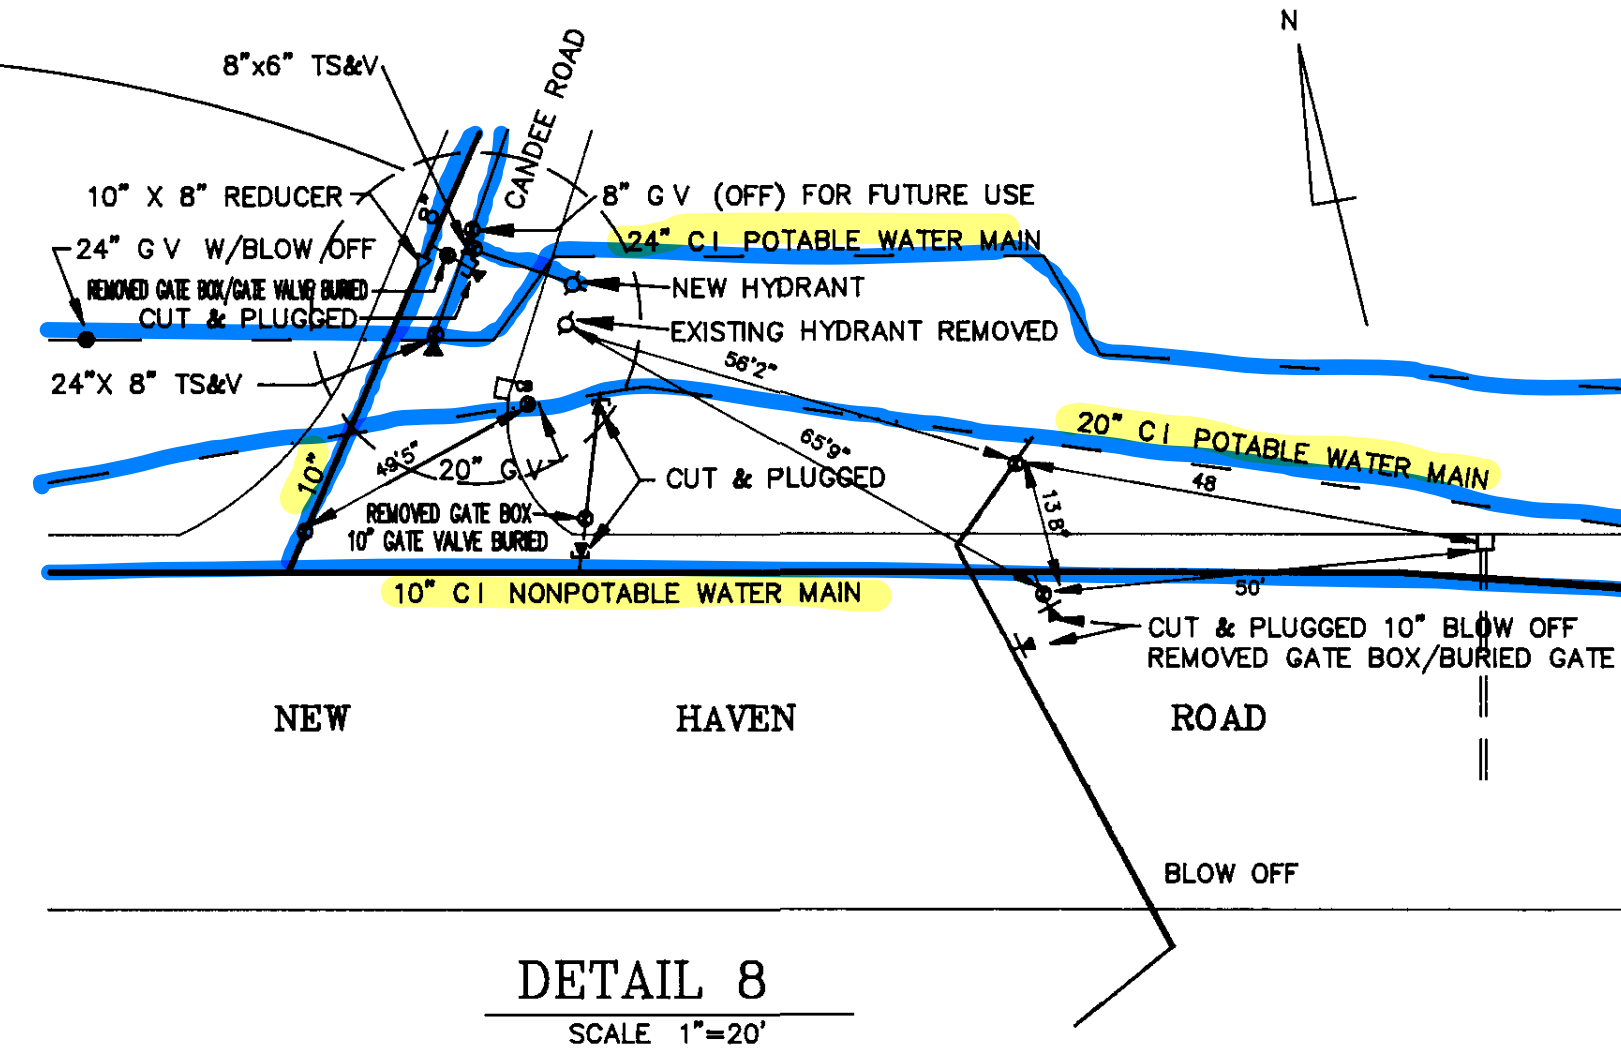 N
8"x6" TS&V
CANDEE ROAD
10" X 8" REDUCER
8"
8" G V (OFF) FOR FUTURE USE
24" G V W/BLOW OFF
24" C I POTABLE WATER MAIN
REMOVED GATE BOX/GATE VALVE BURIED
NEW HYDRANT
CUT & PLUGGED
EXISTING HYDRANT REMOVED
56'2"
24"X 8" TS&V
CB
20" C I POTABLE WATER MAIN
65'9"
49'5"
20" G.V
CUT & PLUGGED
48
10"
13 8"
REMOVED GATE BOX
10" GATE VALVE BURIED
10" C I NONPOTABLE WATER MAIN
50'
CUT & PLUGGED 10" BLOW OFF
REMOVED GATE BOX/BURIED GATE
NEW HAVEN ROAD
BLOW OFF
DETAIL 8
SCALE 1"=20'